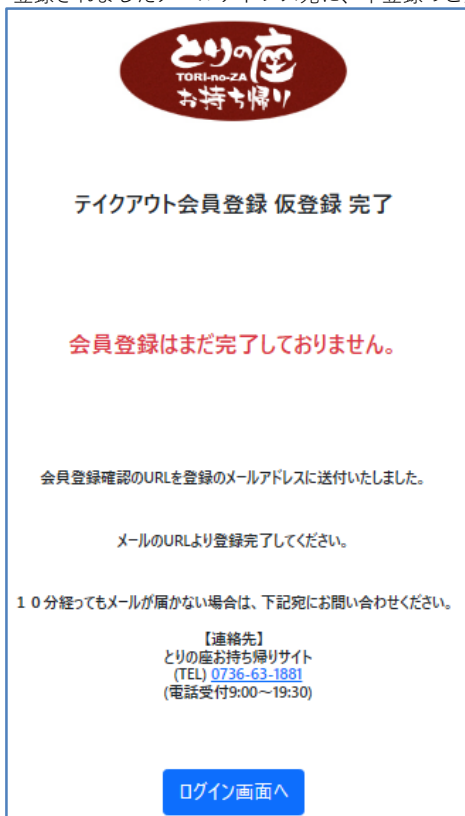 とりの座
TORI-no-ZA
お持ち帰り
テイクアウト会員登録 仮登録 完了
会員登録はまだ完了しておりません。
会員登録確認のURLを登録のメールアドレスに送付いたしました。
メールのURLより登録完了してください。
１０分経ってもメールが届かない場合は、下記宛にお問い合わせください。
【連絡先】
とりの座お持ち帰りサイト
(TEL) 0736-63-1881
(電話受付9:00～19:30)
ログイン画面へ